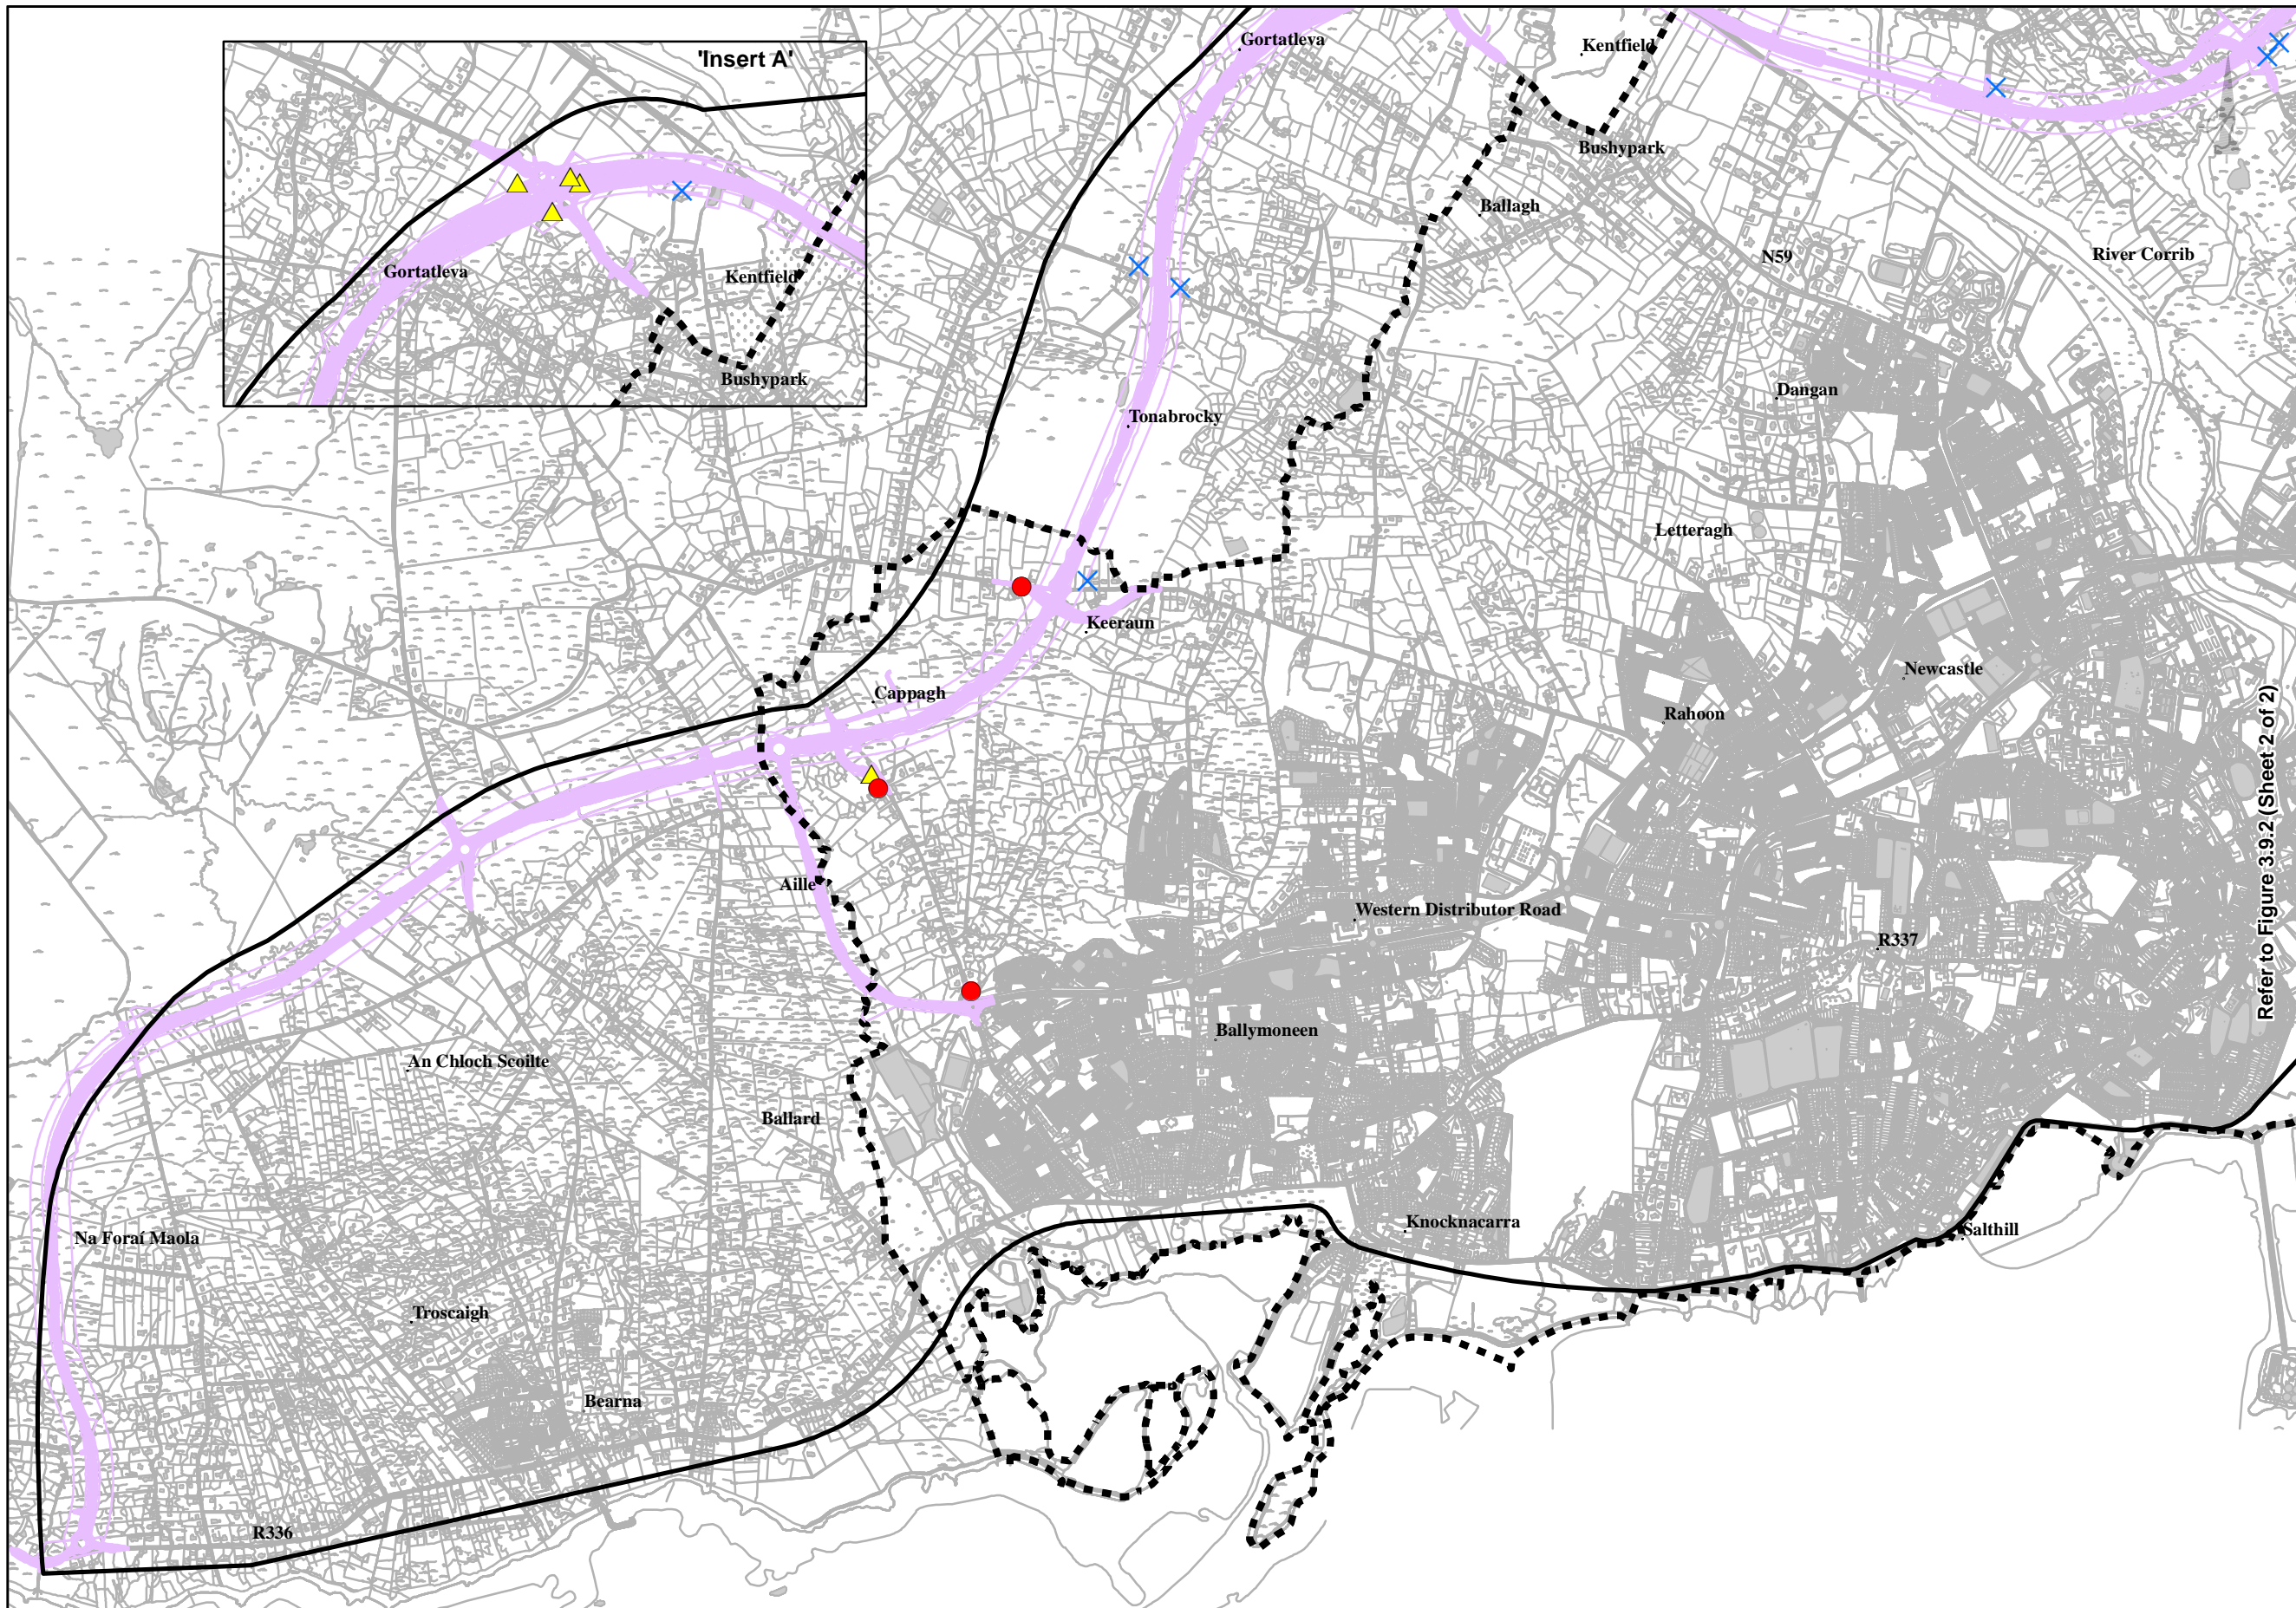 'Insert A'
Gortatleva
Kentfield
Bushypark
Gortatleva
Kentfield
Bushypark
Ballagh
N59
River Corrib
Tonabrocky
Dangan
Letteragh
Keeraun
Newcastle
Cappagh
Rahoon
Refer to Figure 3.9.2 (Sheet 2 of 2)
Aille
Western Distributor Road
R337
Ballymoneen
An Chloch Scoilte
Ballard
Na Foraí Maola
Knocknacarra
Salthill
Troscaigh
Bearna
R336